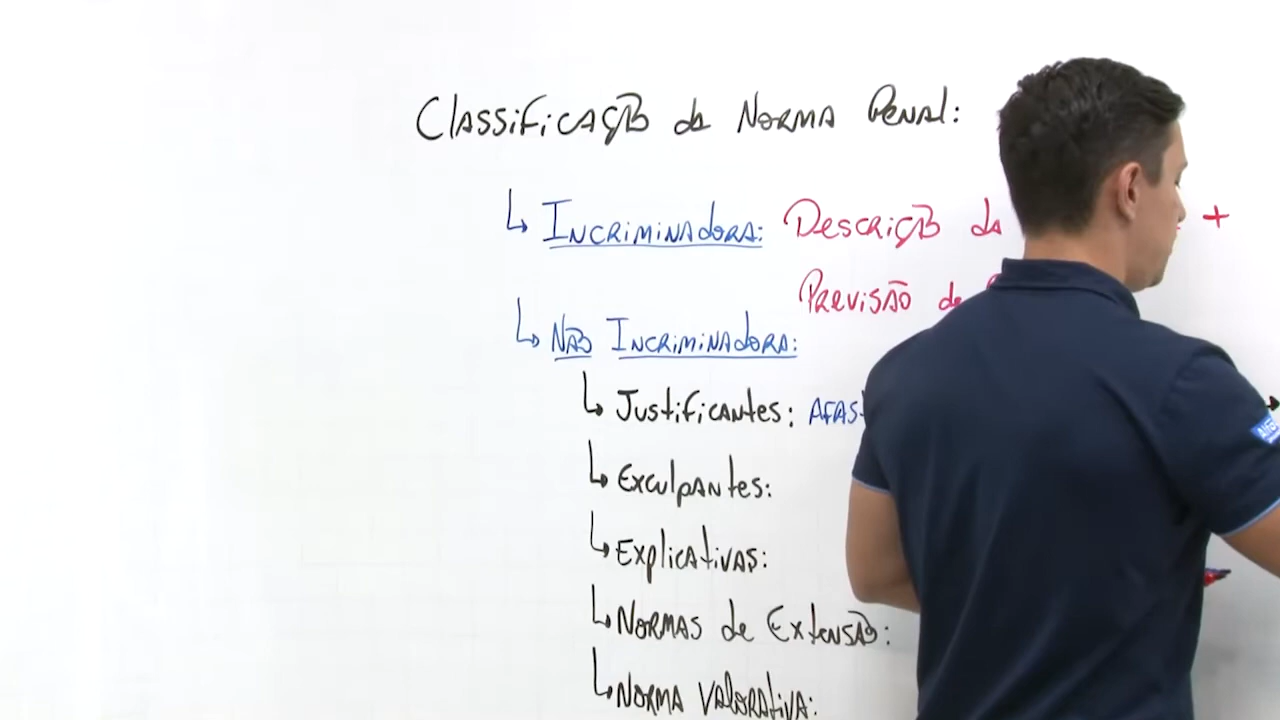 Classificação da Norma Penal:
↳ Incriminadora: Descrição da +
Previsão de
↳ Não Incriminadora:
↳ Justificantes: Afast
↳ Exculpantes:
↳ Explicativas:
↳ Normas de Extensão:
↳ Norma Valorativa: